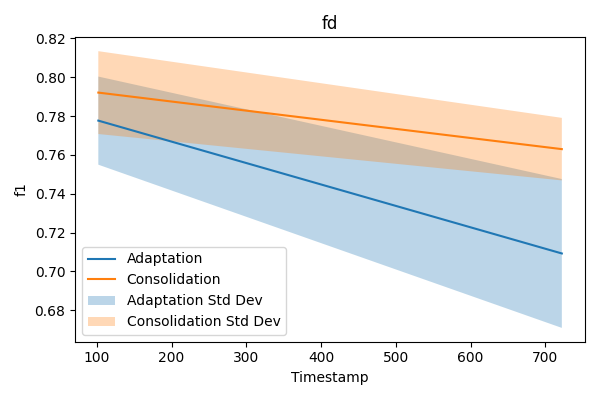 fd
f1
0.82
0.80
0.78
0.76
0.74
0.72
0.70
0.68
Adaptation
Consolidation
Adaptation Std Dev
Consolidation Std Dev
100 200 300 400 500 600 700
Timestamp